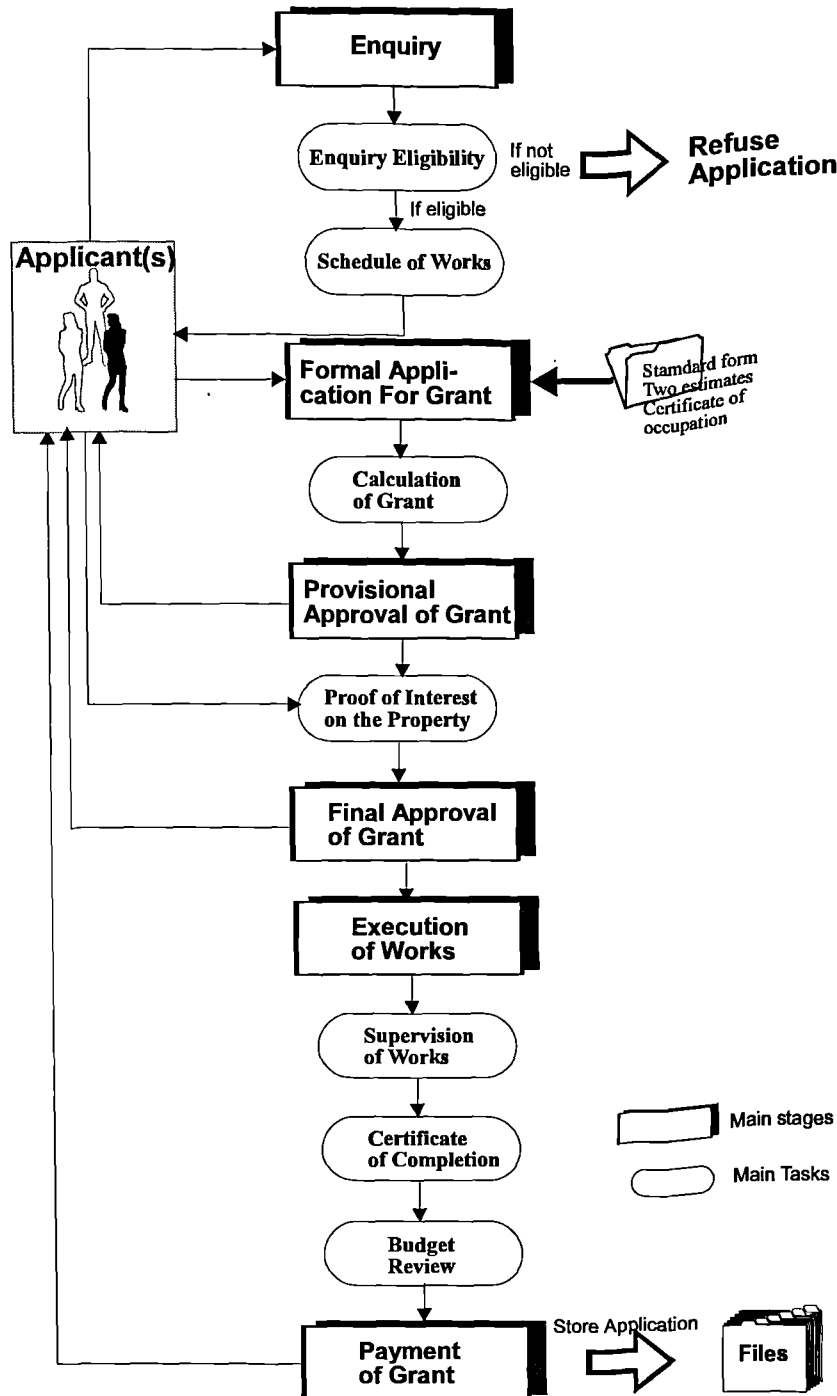 Enquiry
Enquiry Eligibility
If not
eligible
Refuse
Application
If eligible
Applicant(s)
Schedule of Works
Formal Appli-
cation For Grant
Stamdard form
Two estimates
Certificate of
occupation
Calculation
of Grant
Provisional
Approval of Grant
Proof of Interest
on the Property
Final Approval
of Grant
Execution
of Works
Supervision
of Works
Main stages
Certificate
of Completion
Main Tasks
Budget
Review
Store Application
Payment
of Grant
Files